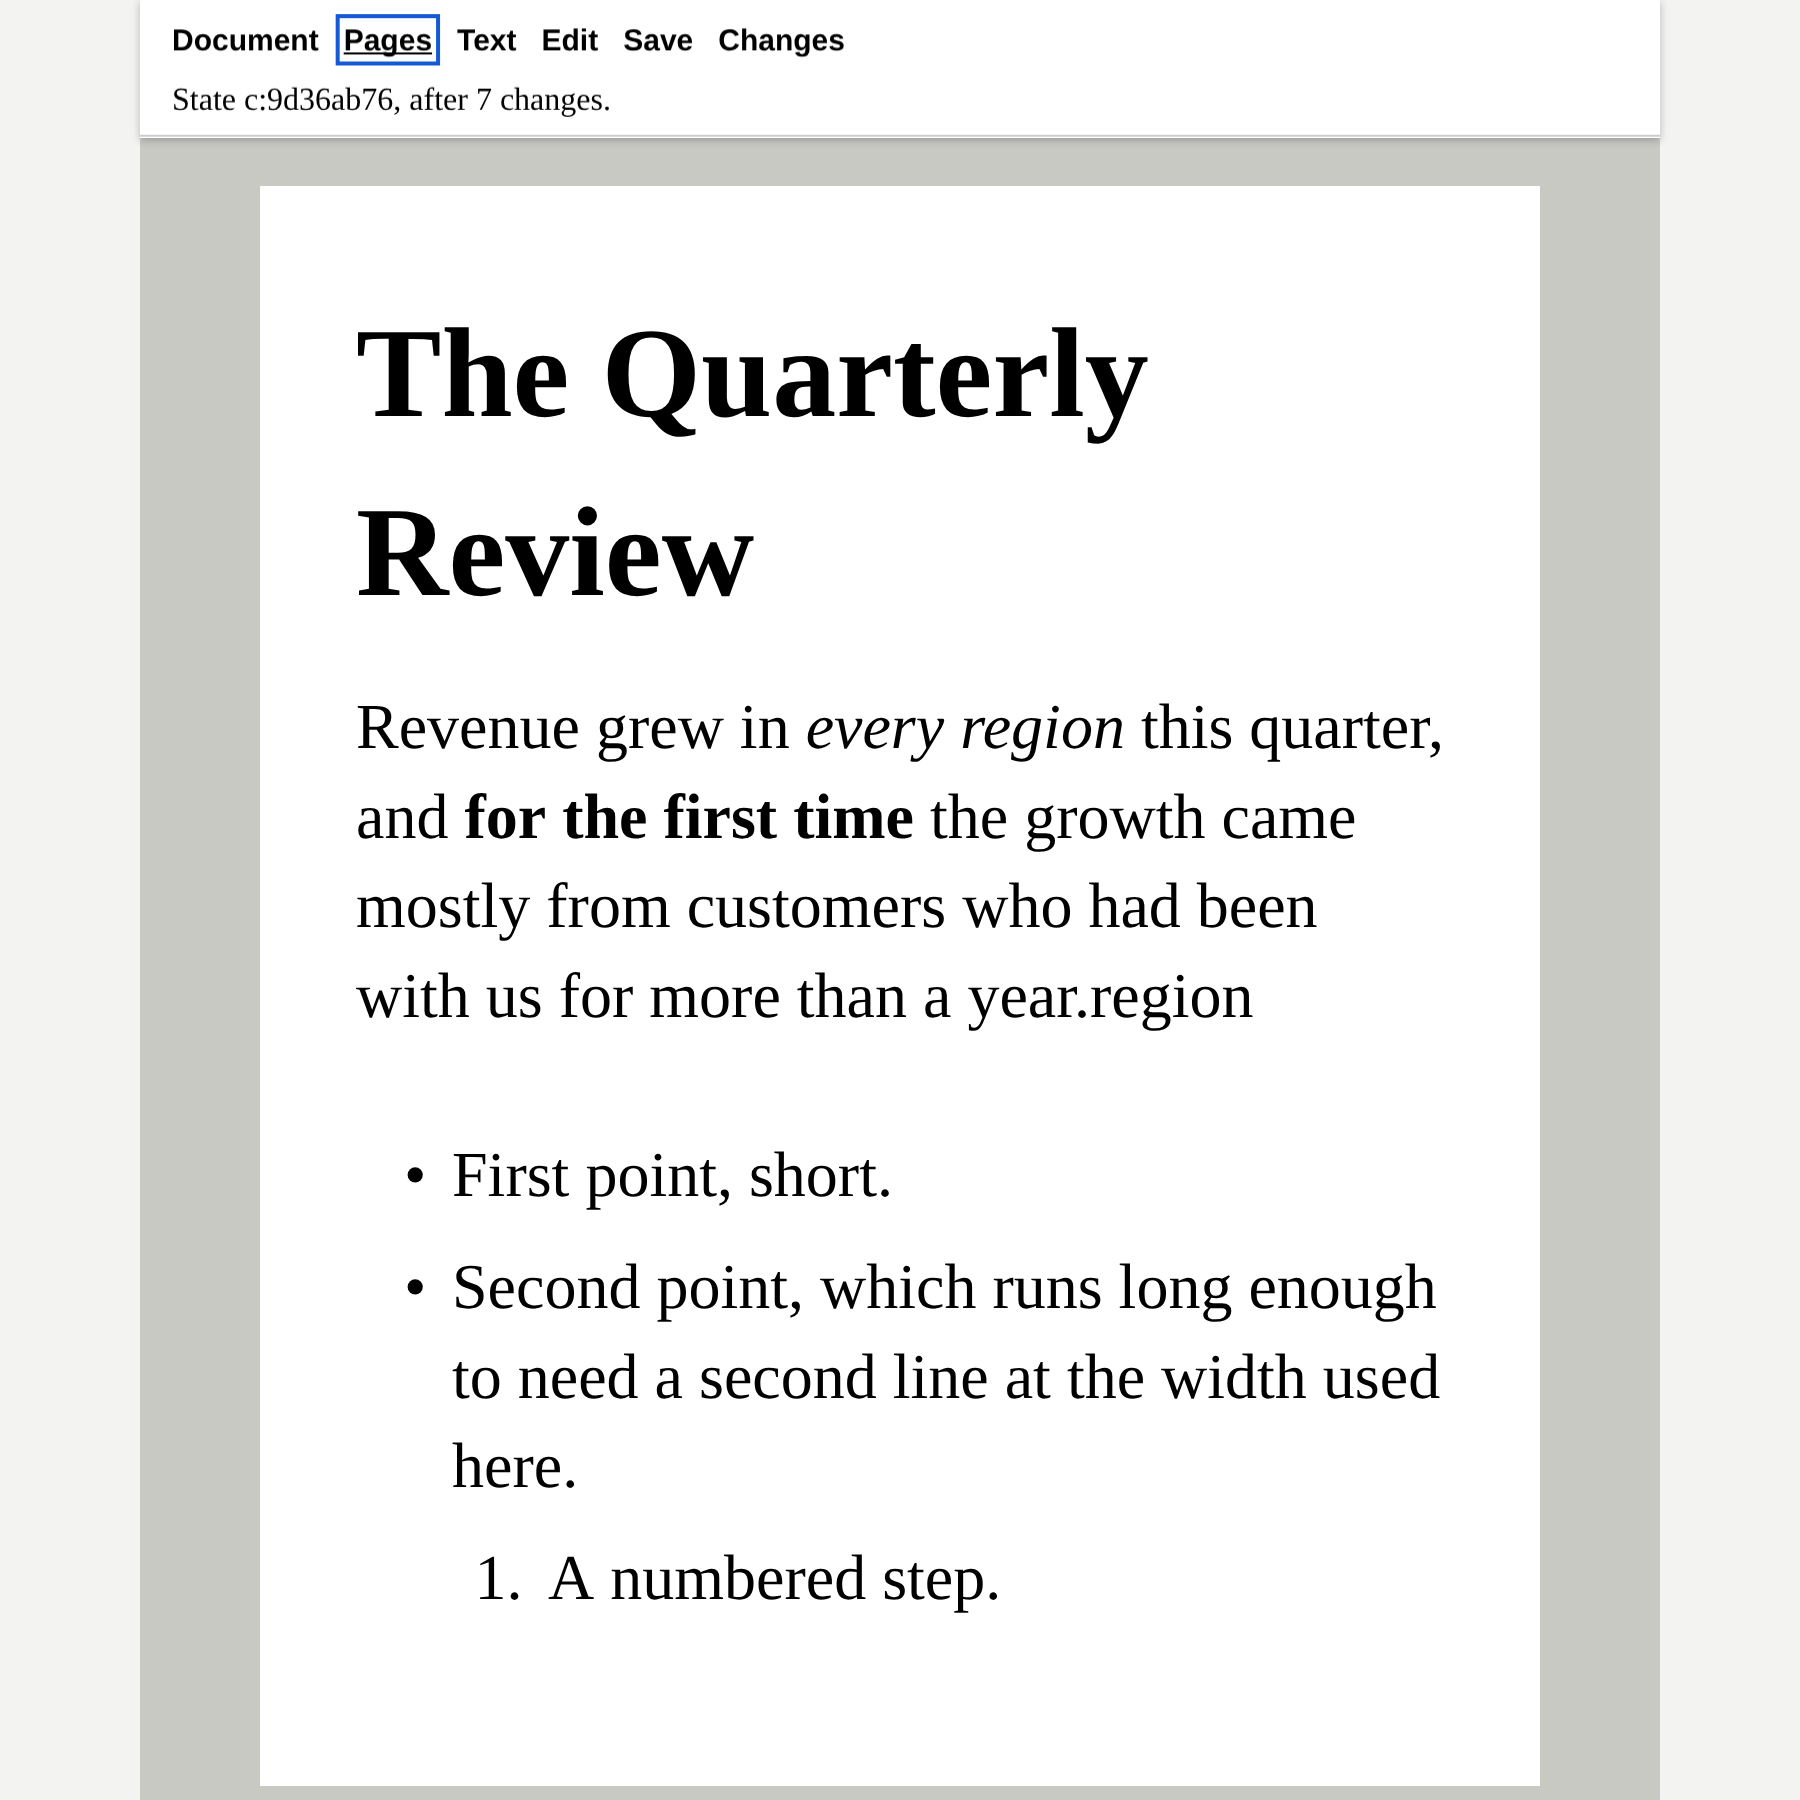 Document Pages Text Edit Save Changes
State c:9d36ab76, after 7 changes.
The Quarterly
Review
Revenue grew in every region this quarter,
and for the first time the growth came
mostly from customers who had been
with us for more than a year.region
• First point, short.
• Second point, which runs long enough
to need a second line at the width used
here.
1. A numbered step.